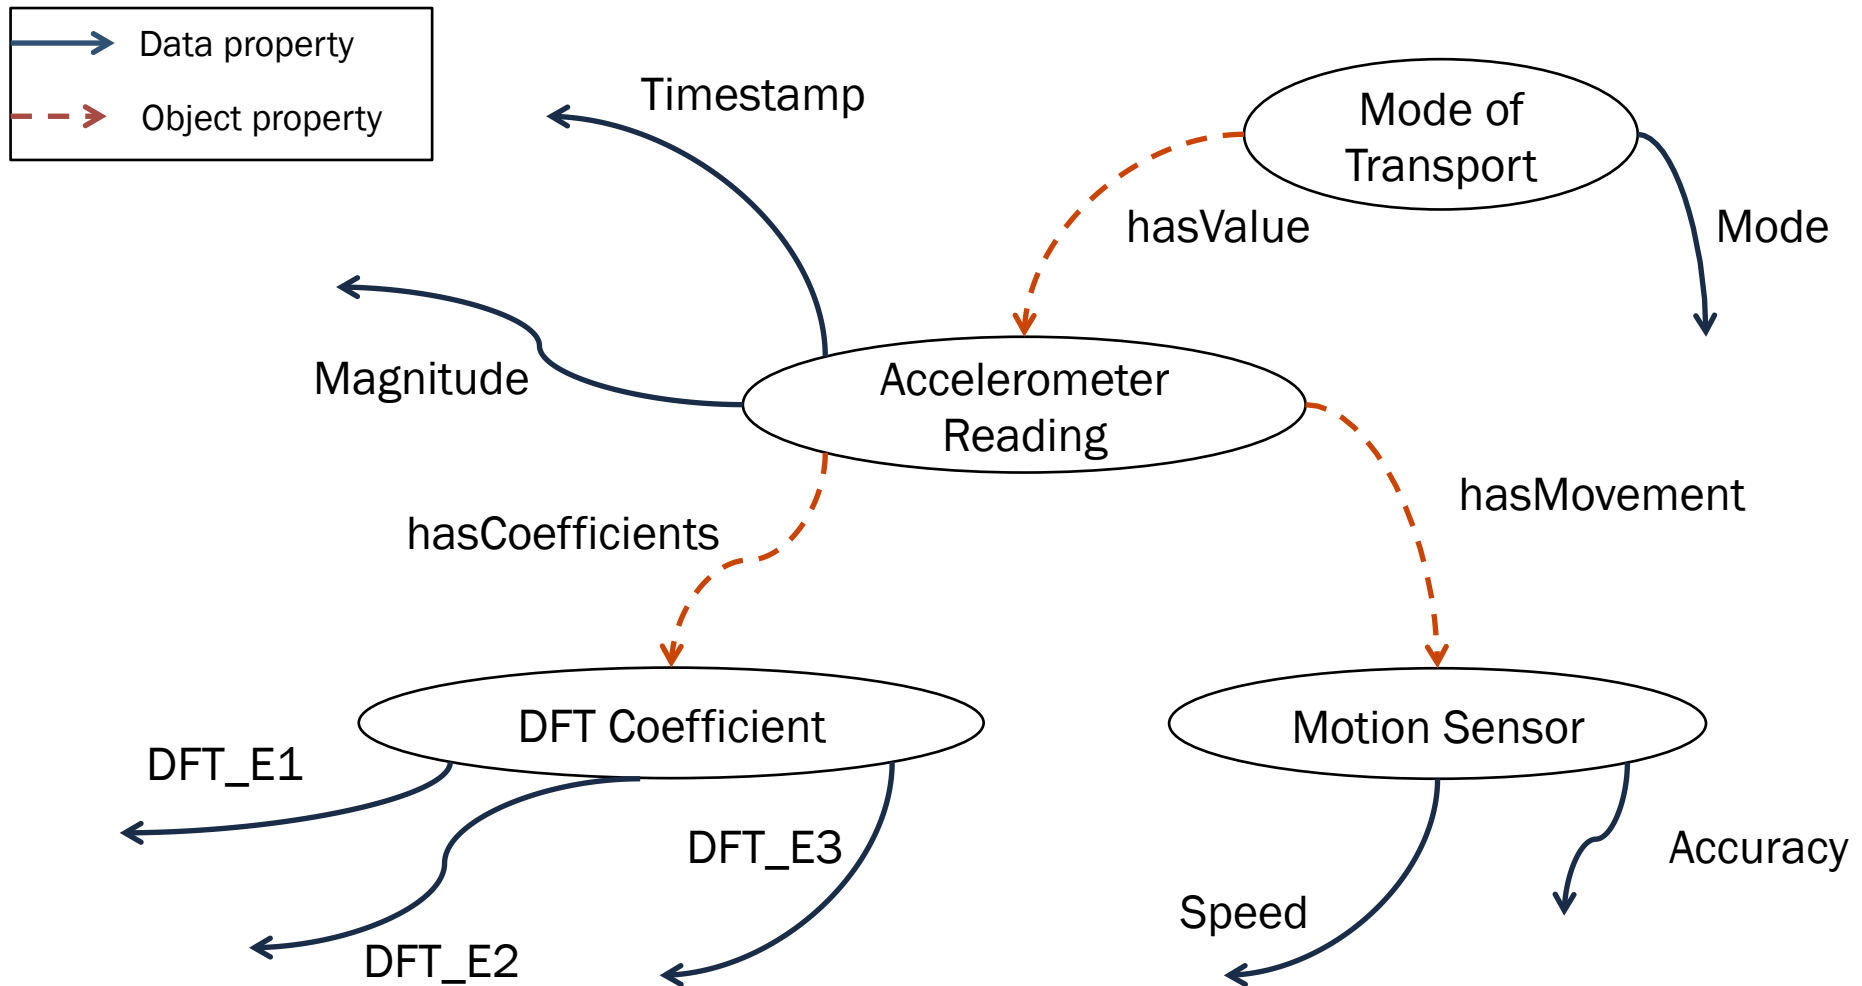 Data property
Object property
Timestamp
Mode of
Transport
hasValue
Mode
Magnitude
Accelerometer
Reading
hasMovement
hasCoefficients
DFT Coefficient
Motion Sensor
DFT_E1
DFT_E3
Accuracy
Speed
DFT_E2